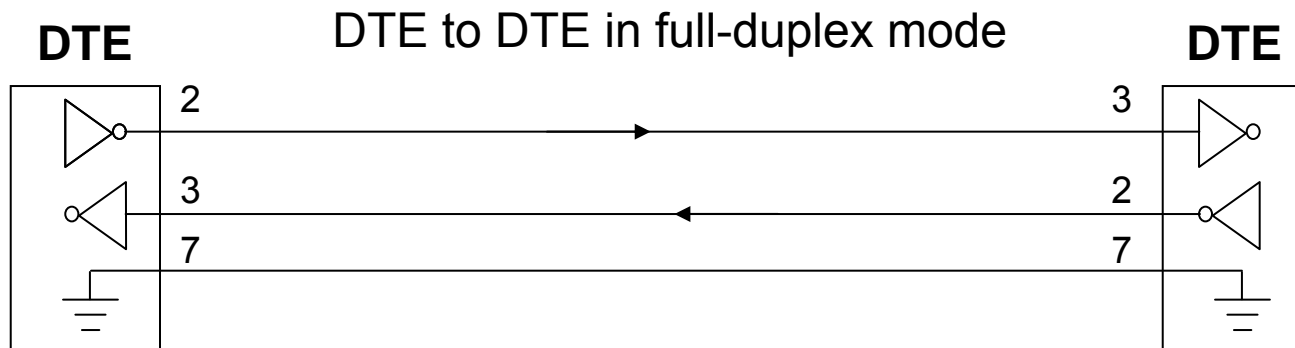 DTE to DTE in full-duplex mode
DTE DTE
2 3
3 2
7 7